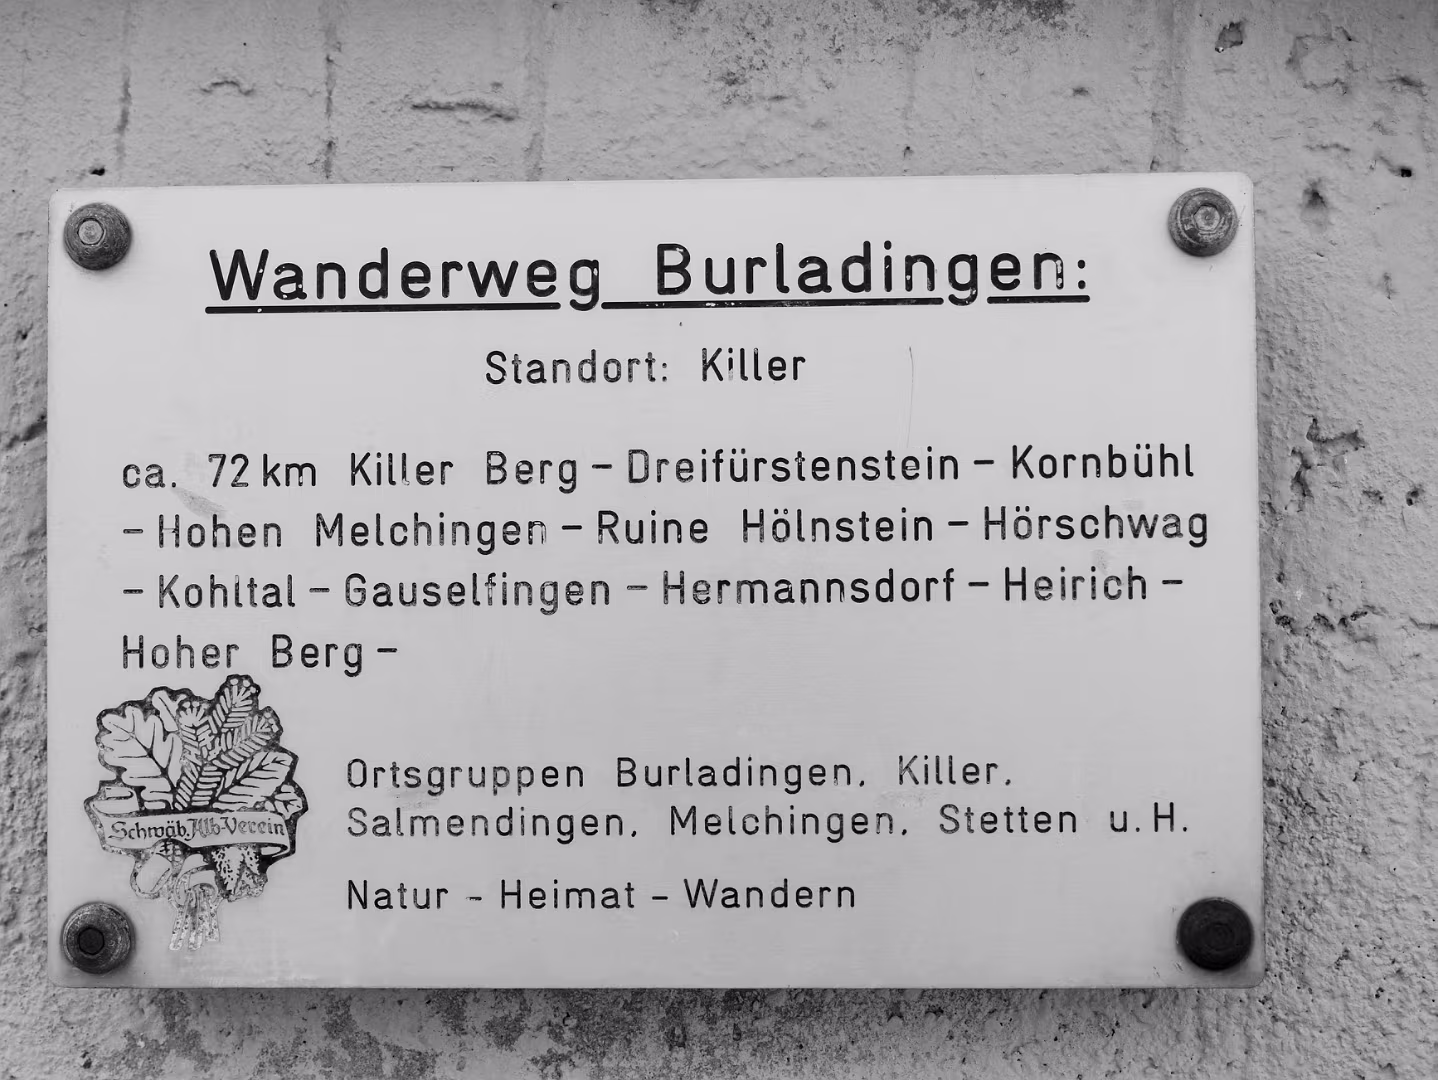 Wanderweg Burladingen:
Standort: Killer
ca. 72 km Killer Berg - Dreifürstenstein - Kornbühl
- Hohen Melchingen - Ruine Hölnstein - Hörschwag
- Kohltal - Gauselfingen - Hermannsdorf - Heirich -
Hoher Berg -
Schwäb. Alb-Verein
Ortsgruppen Burladingen, Killer,
Salmendingen, Melchingen, Stetten u. H.
Natur - Heimat - Wandern